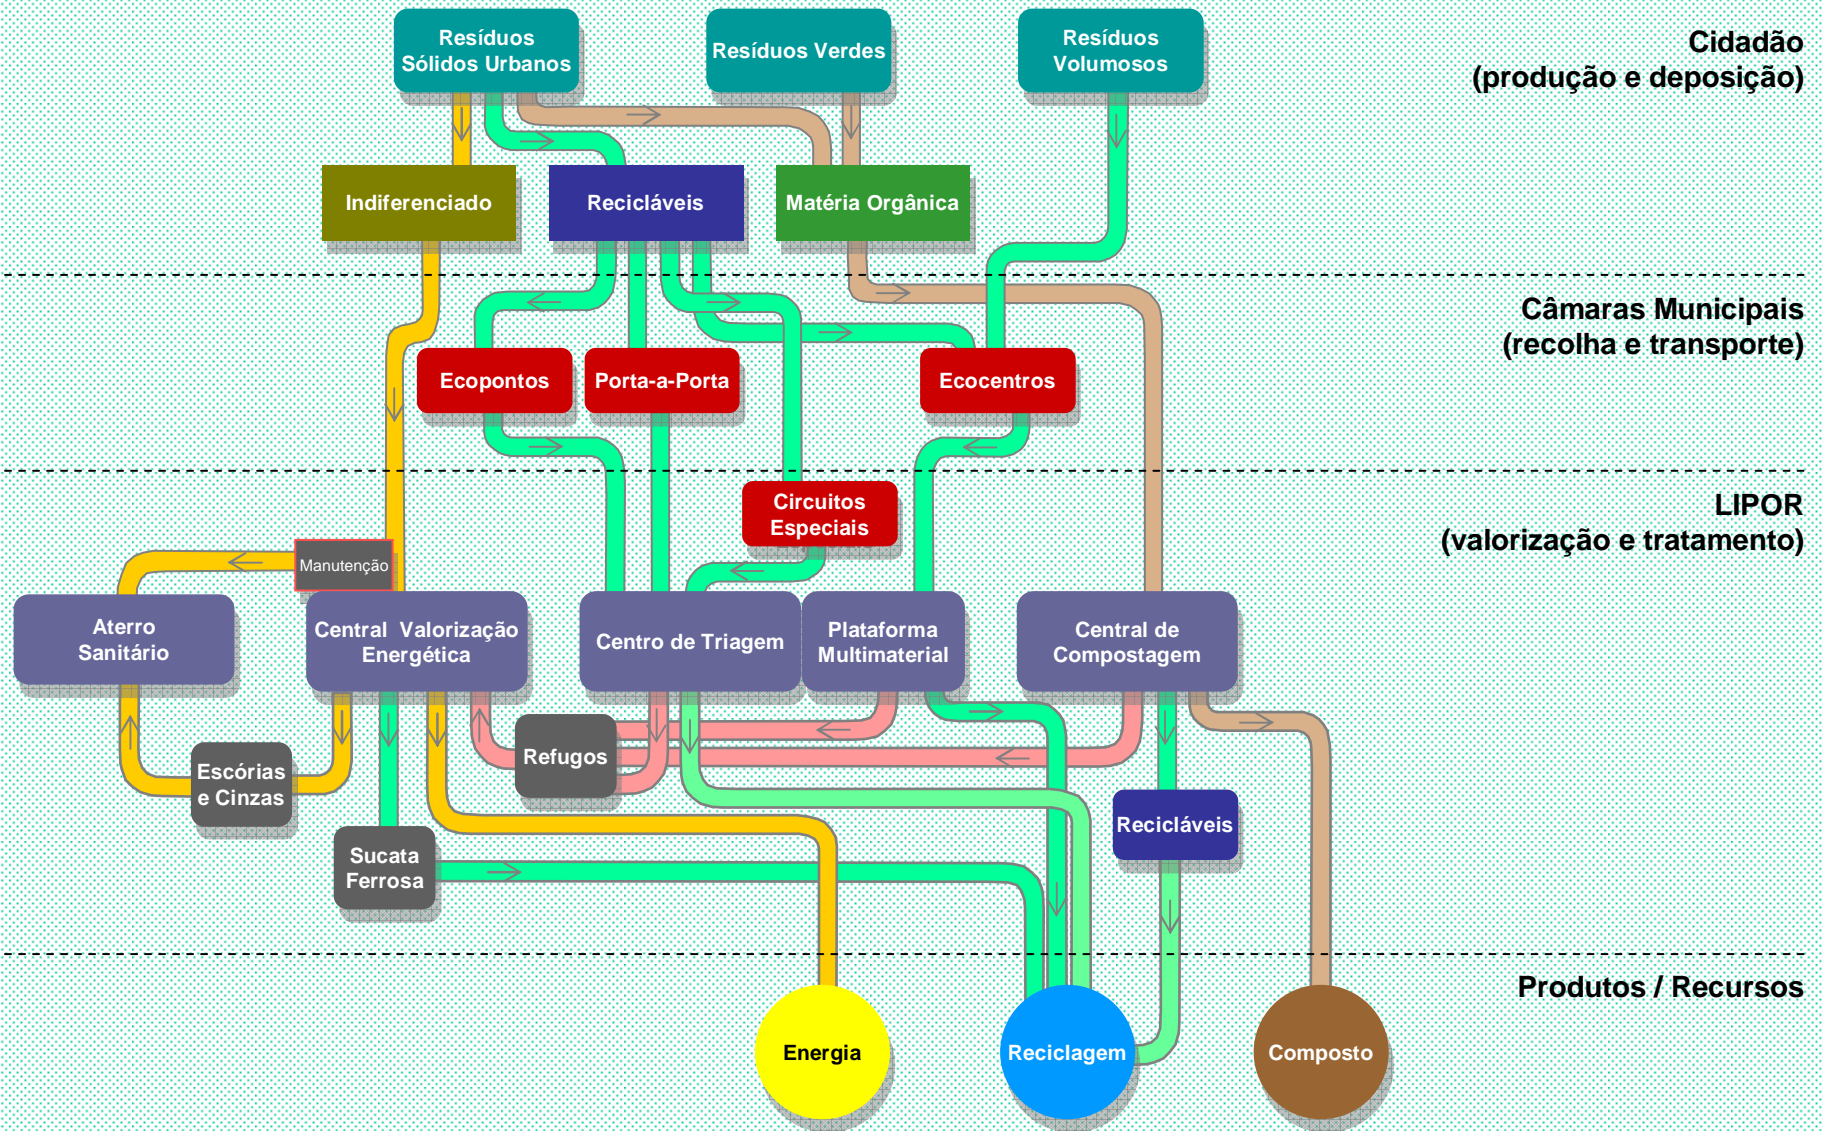 Resíduos
Sólidos Urbanos
Resíduos Verdes
Resíduos
Volumosos
Cidadão
(produção e deposição)
Indiferenciado
Recicláveis
Matéria Orgânica
Câmaras Municipais
(recolha e transporte)
Ecopontos
Porta-a-Porta
Ecocentros
Circuitos
Especiais
LIPOR
(valorização e tratamento)
Manutenção
Aterro
Sanitário
Central Valorização
Energética
Centro de Triagem
Plataforma
Multimaterial
Central de
Compostagem
Escórias
e Cinzas
Refugos
Recicláveis
Sucata
Ferrosa
Produtos / Recursos
Energia
Reciclagem
Composto